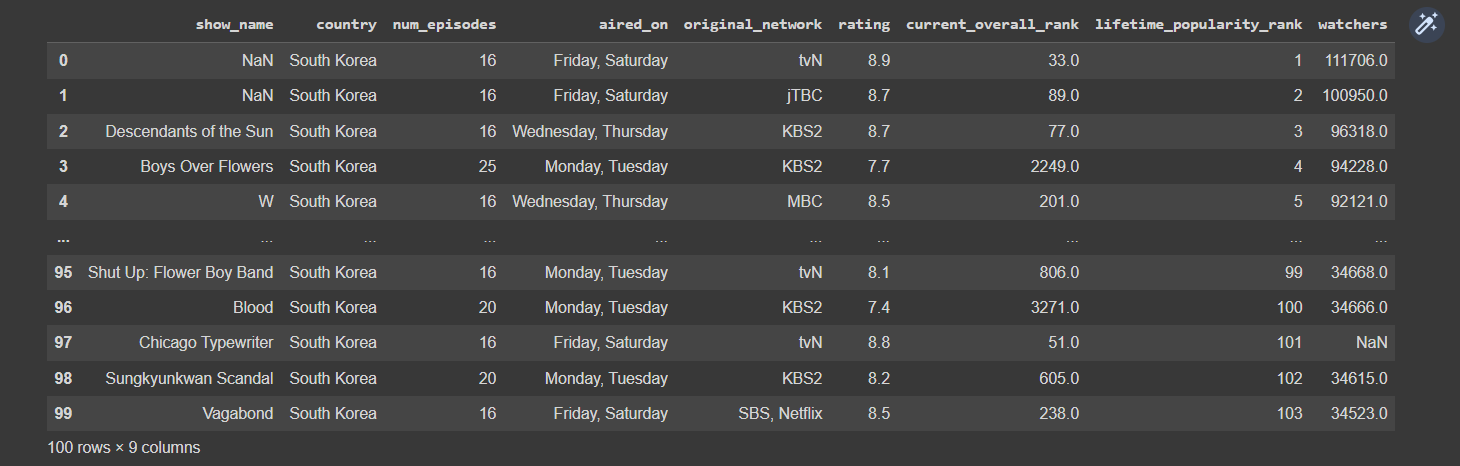 show_name country num_episodes aired_on original_network rating current_overall_rank lifetime_popularity_rank watchers
0 NaN South Korea 16 Friday, Saturday tvN 8.9 33.0 1 111706.0
1 NaN South Korea 16 Friday, Saturday jTBC 8.7 89.0 2 100950.0
2 Descendants of the Sun South Korea 16 Wednesday, Thursday KBS2 8.7 77.0 3 96318.0
3 Boys Over Flowers South Korea 25 Monday, Tuesday KBS2 7.7 2249.0 4 94228.0
4 W South Korea 16 Wednesday, Thursday MBC 8.5 201.0 5 92121.0
... ... ... ... ... ... ... ... ... ...
95 Shut Up: Flower Boy Band South Korea 16 Monday, Tuesday tvN 8.1 806.0 99 34668.0
96 Blood South Korea 20 Monday, Tuesday KBS2 7.4 3271.0 100 34666.0
97 Chicago Typewriter South Korea 16 Friday, Saturday tvN 8.8 51.0 101 NaN
98 Sungkyunkwan Scandal South Korea 20 Monday, Tuesday KBS2 8.2 605.0 102 34615.0
99 Vagabond South Korea 16 Friday, Saturday SBS, Netflix 8.5 238.0 103 34523.0
100 rows × 9 columns